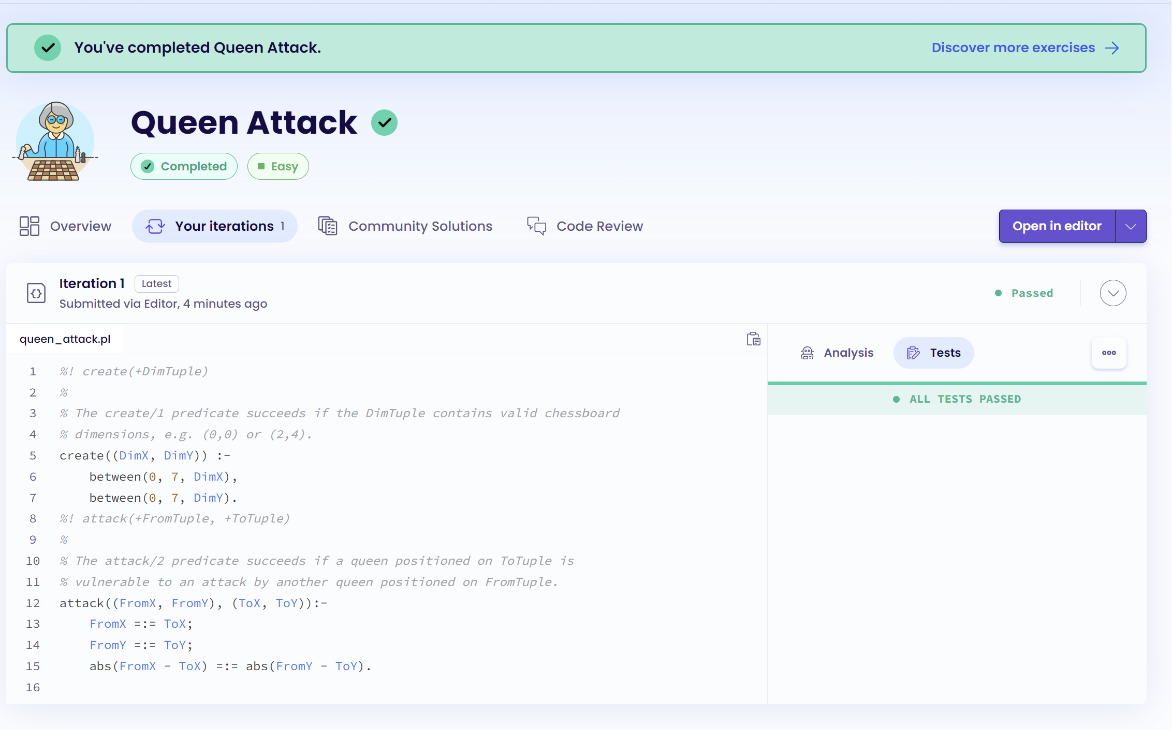 You've completed Queen Attack.
Discover more exercises
Queen Attack
Completed
Easy
Overview
Your iterations 1
Community Solutions
Code Review
Open in editor
Iteration 1 Latest
Submitted via Editor, 4 minutes ago
Passed
queen_attack.pl
Analysis
Tests
ALL TESTS PASSED
1 %! create(+DimTuple)
2 %
3 % The create/1 predicate succeeds if the DimTuple contains valid chessboard
4 % dimensions, e.g. (0,0) or (2,4).
5 create((DimX, DimY)) :-
6     between(0, 7, DimX),
7     between(0, 7, DimY).
8 %! attack(+FromTuple, +ToTuple)
9 %
10 % The attack/2 predicate succeeds if a queen positioned on ToTuple is
11 % vulnerable to an attack by another queen positioned on FromTuple.
12 attack((FromX, FromY), (ToX, ToY)):-
13     FromX =:= ToX;
14     FromY =:= ToY;
15     abs(FromX - ToX) =:= abs(FromY - ToY).
16